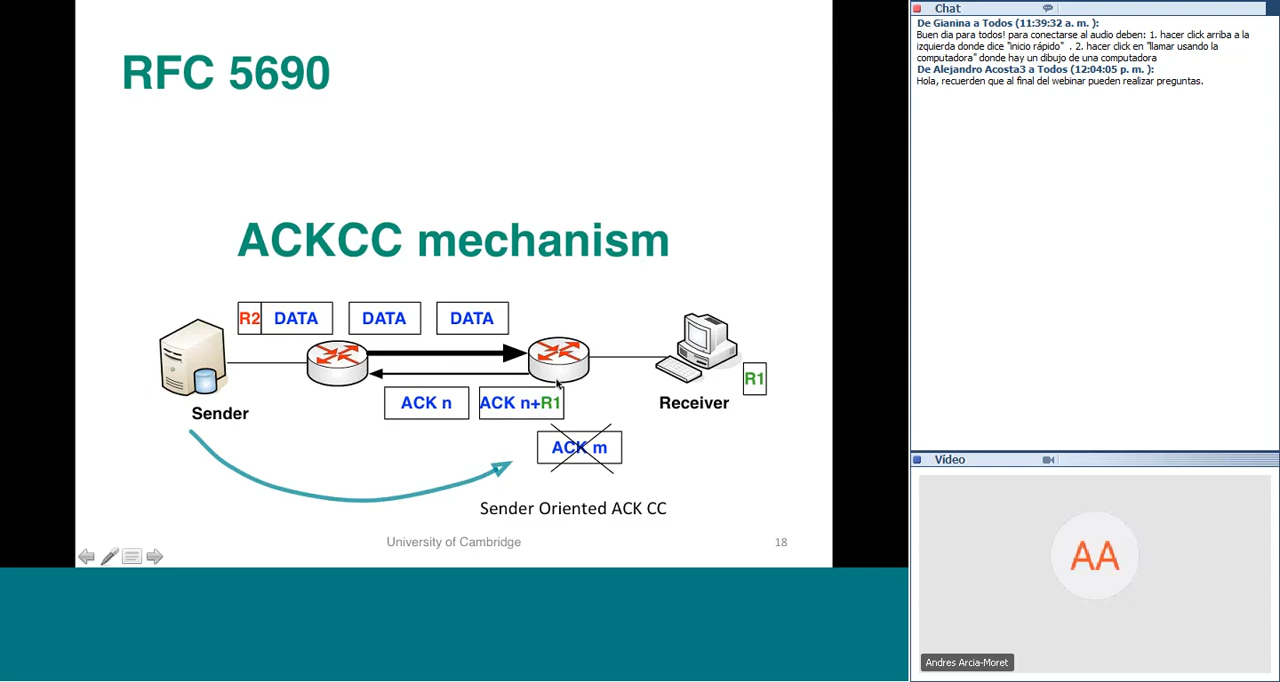 RFC 5690
ACKCC mechanism
R2 DATA DATA DATA
R1
ACK n ACK n+R1
Sender
Receiver
ACK m
Sender Oriented ACK CC
University of Cambridge
18
Chat
De Gianina a Todos (11:39:32 a. m. ):
Buen dia para todos! para conectarse al audio deben: 1. hacer click arriba a la
izquierda donde dice "inicio rápido" . 2. hacer click en "llamar usando la
computadora" donde hay un dibujo de una computadora
De Alejandro Acosta3 a Todos (12:04:05 p. m. ):
Hola, recuerden que al final del webinar pueden realizar preguntas.
Vídeo
AA
Andres Arcia-Moret